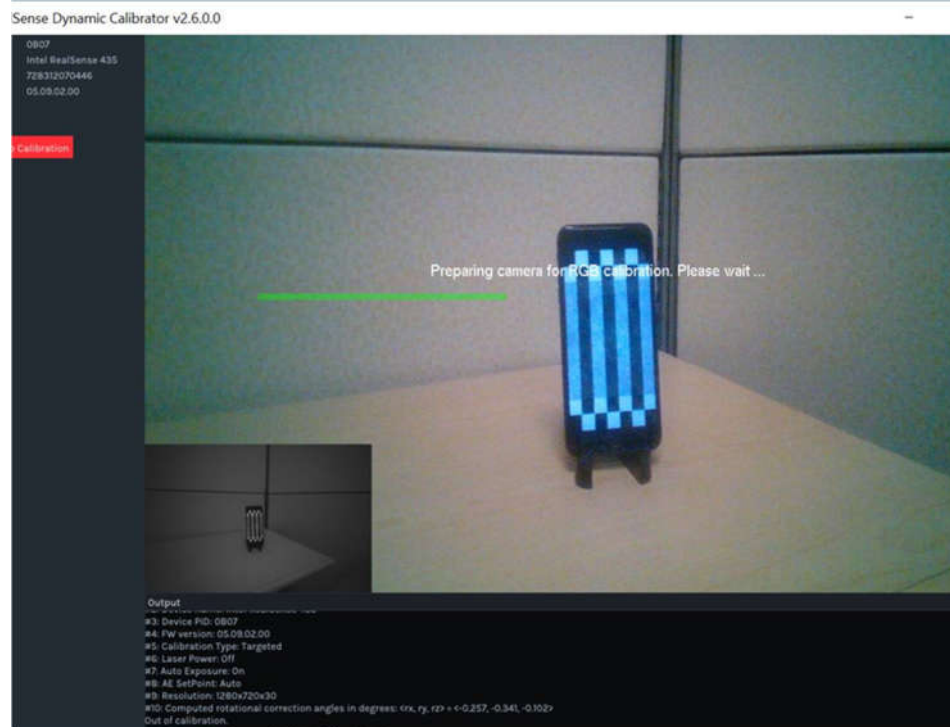 Sense Dynamic Calibrator v2.6.0.0
0B07
Intel RealSense 435
728312070446
05.09.02.00
Calibration
Preparing camera for RGB calibration. Please wait ...
Output
#3: Device PID: 0B07
#4: FW version: 05.09.02.00
#5: Calibration Type: Targeted
#6: Laser Power: Off
#7: Auto Exposure: On
#8: AE SetPoint: Auto
#9: Resolution: 1280x720x30
#10: Computed rotational correction angles in degrees: <rx, ry, rz> = <-0.257, -0.341, -0.102>
Out of calibration.